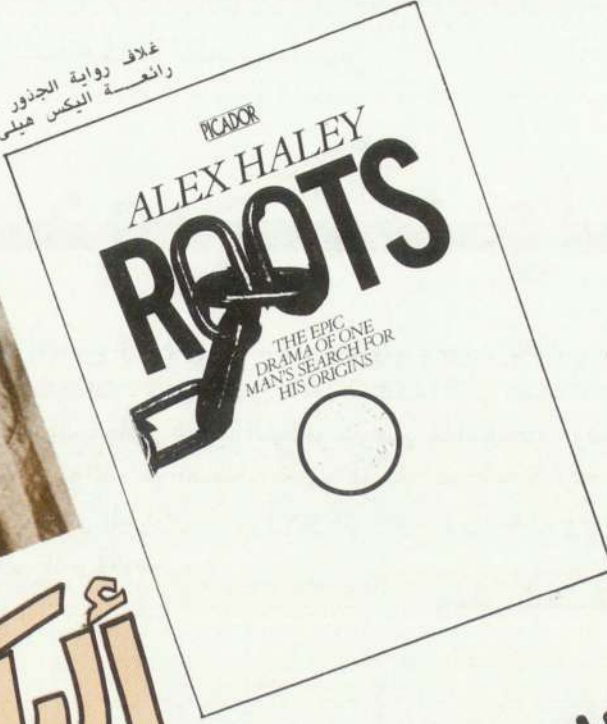 غلاف رواية الجذور
رائعـــة اليكس هيلى
PICADOR
ALEX HALEY
ROOTS
THE EPIC
DRAMA OF ONE
MAN'S SEARCH FOR
HIS ORIGINS